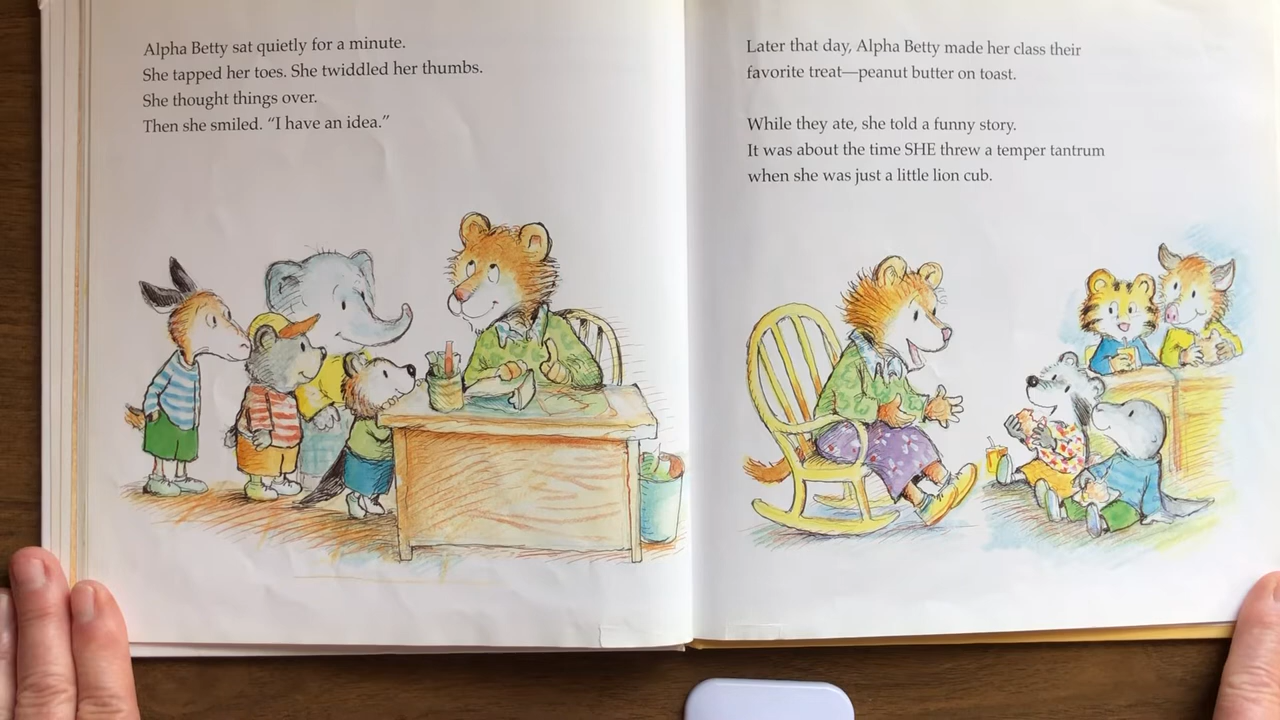 Alpha Betty sat quietly for a minute.
She tapped her toes. She twiddled her thumbs.
She thought things over.
Then she smiled. “I have an idea.”
Later that day, Alpha Betty made her class their
favorite treat—peanut butter on toast.
While they ate, she told a funny story.
It was about the time SHE threw a temper tantrum
when she was just a little lion cub.